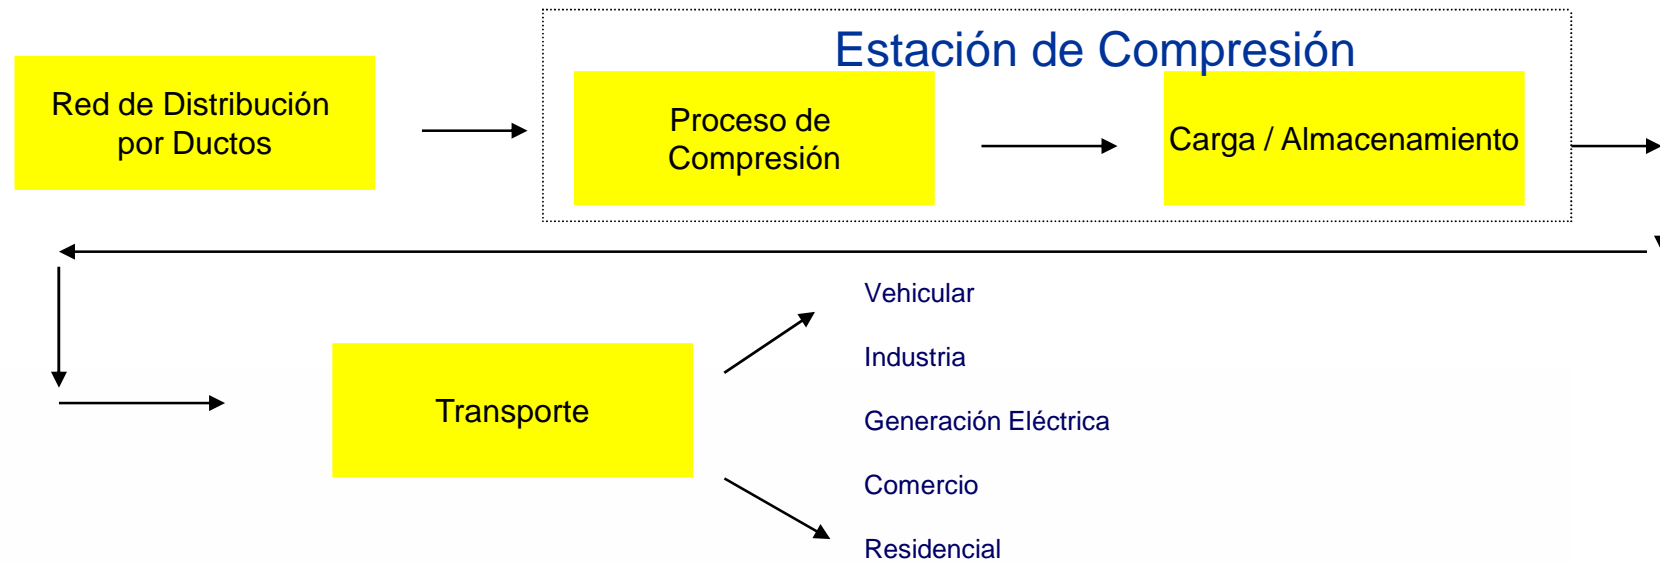 Estación de Compresión
Red de Distribución
por Ductos
Proceso de
Compresión
Carga / Almacenamiento
Transporte
Vehicular
Industria
Generación Eléctrica
Comercio
Residencial